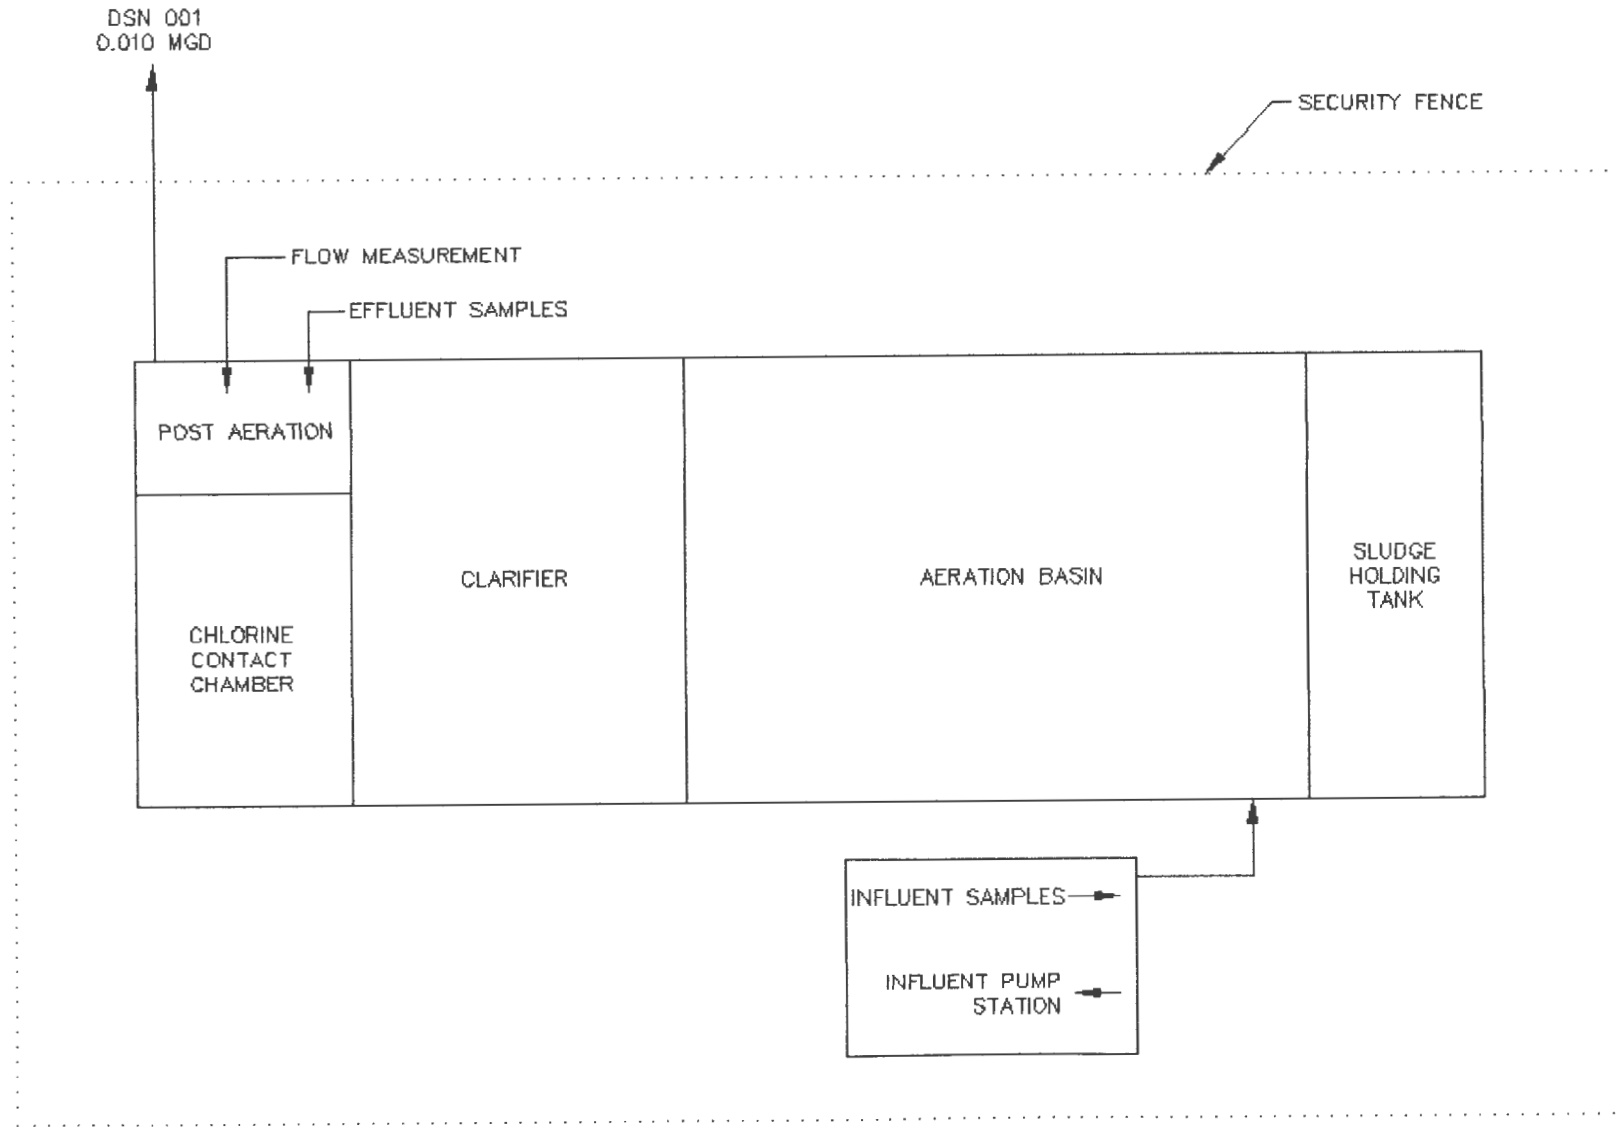 DSN 001
0.010 MGD
SECURITY FENCE
FLOW MEASUREMENT
EFFLUENT SAMPLES
POST AERATION
CLARIFIER
AERATION BASIN
SLUDGE
HOLDING
TANK
CHLORINE
CONTACT
CHAMBER
INFLUENT SAMPLES
INFLUENT PUMP
STATION